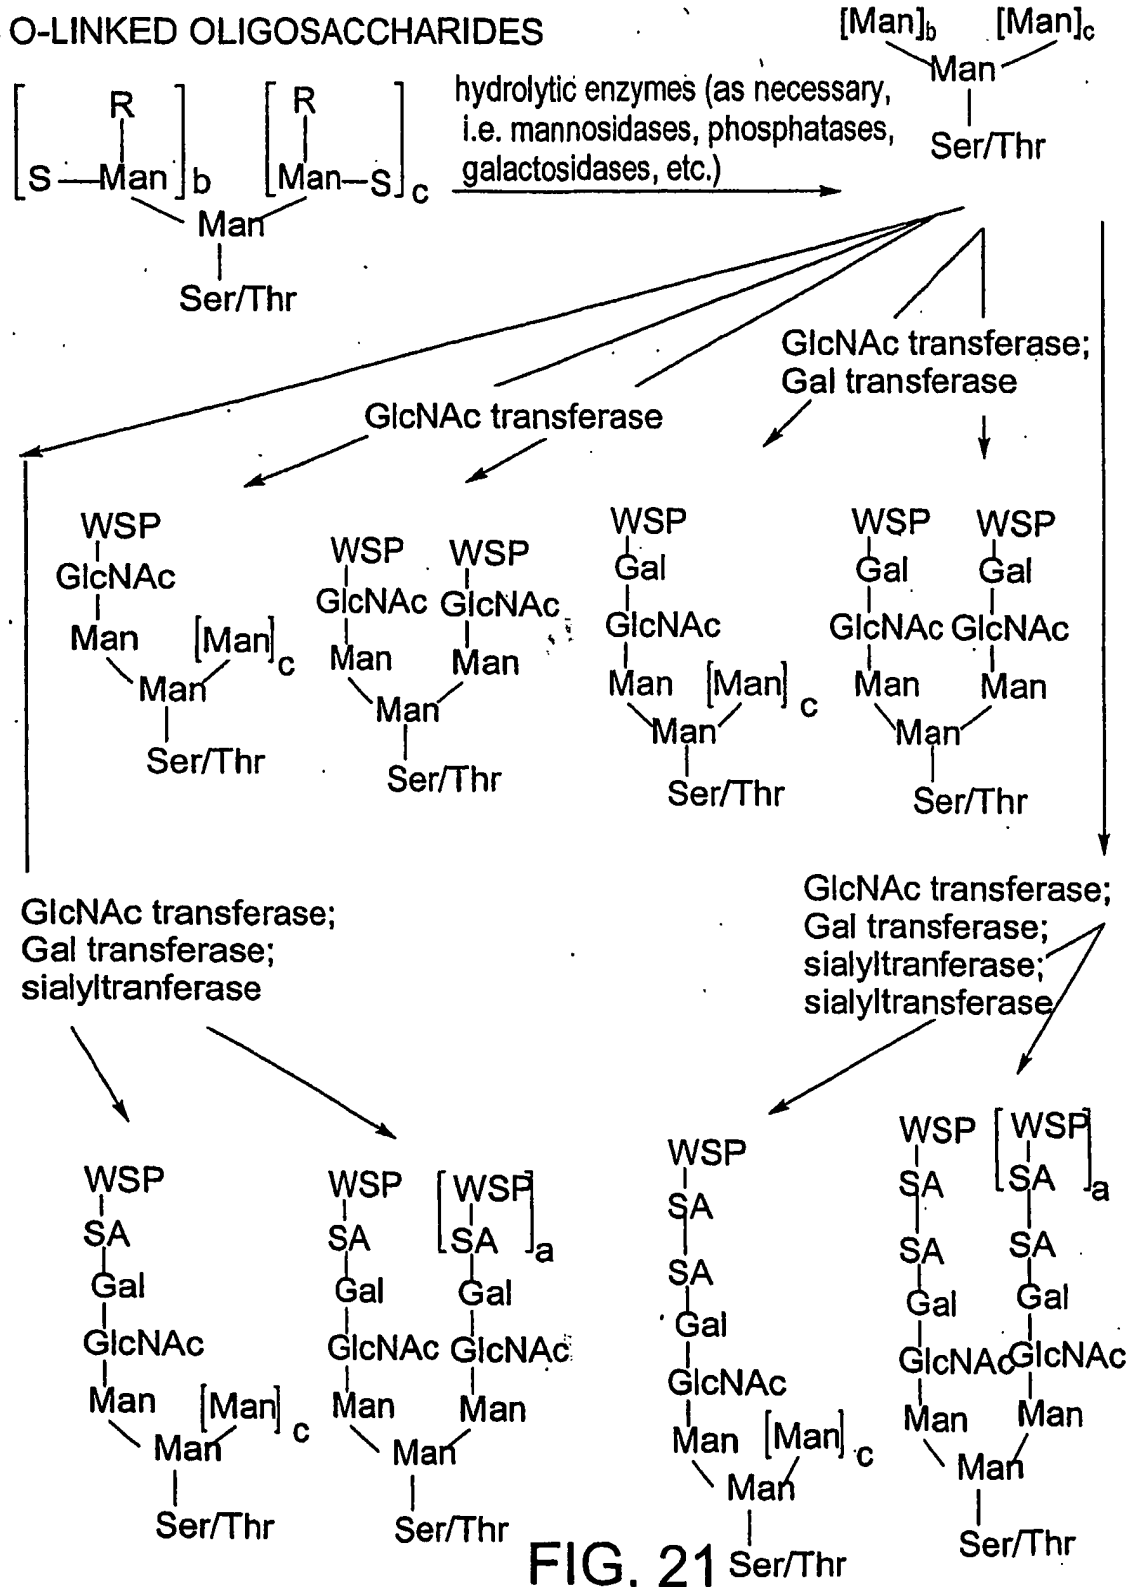 O-LINKED OLIGOSACCHARIDES
[Man]b [Man]c
Man
Ser/Thr
[S—Man]b [Man—S]c
R R
Man
Ser/Thr
hydrolytic enzymes (as necessary,
i.e. mannosidases, phosphatases,
galactosidases, etc.)
GlcNAc transferase;
Gal transferase
GlcNAc transferase
WSP
GlcNAc
Man [Man]c
Man
Ser/Thr
WSP WSP
GlcNAc GlcNAc
Man Man
Man
Ser/Thr
WSP
Gal
GlcNAc
Man [Man]c
Man
Ser/Thr
WSP WSP
Gal Gal
GlcNAc GlcNAc
Man Man
Man
Ser/Thr
GlcNAc transferase;
Gal transferase;
sialyltranferase
GlcNAc transferase;
Gal transferase;
sialyltranferase;
sialyltransferase
WSP
SA
Gal
GlcNAc
Man [Man]c
Man
Ser/Thr
WSP [WSP
SA SA]a
Gal Gal
GlcNAc GlcNAc
Man Man
Man
Ser/Thr
WSP
SA
SA
Gal
GlcNAc
Man [Man]c
Man
Ser/Thr
WSP [WSP
SA SA]a
SA SA
Gal Gal
GlcNAc GlcNAc
Man Man
Man
Ser/Thr
FIG. 21